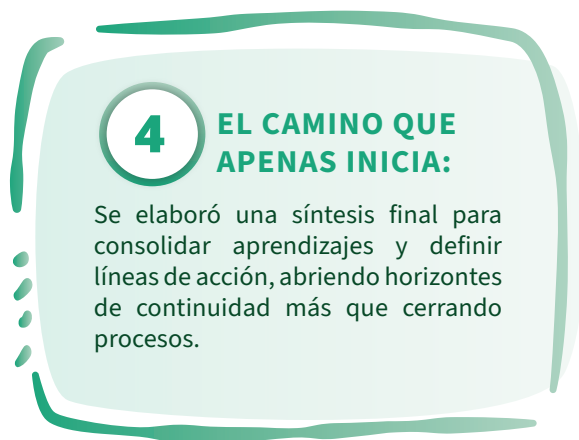 4
EL CAMINO QUE
APENAS INICIA:
Se elaboró una síntesis final para
consolidar aprendizajes y definir
líneas de acción, abriendo horizontes
de continuidad más que cerrando
procesos.